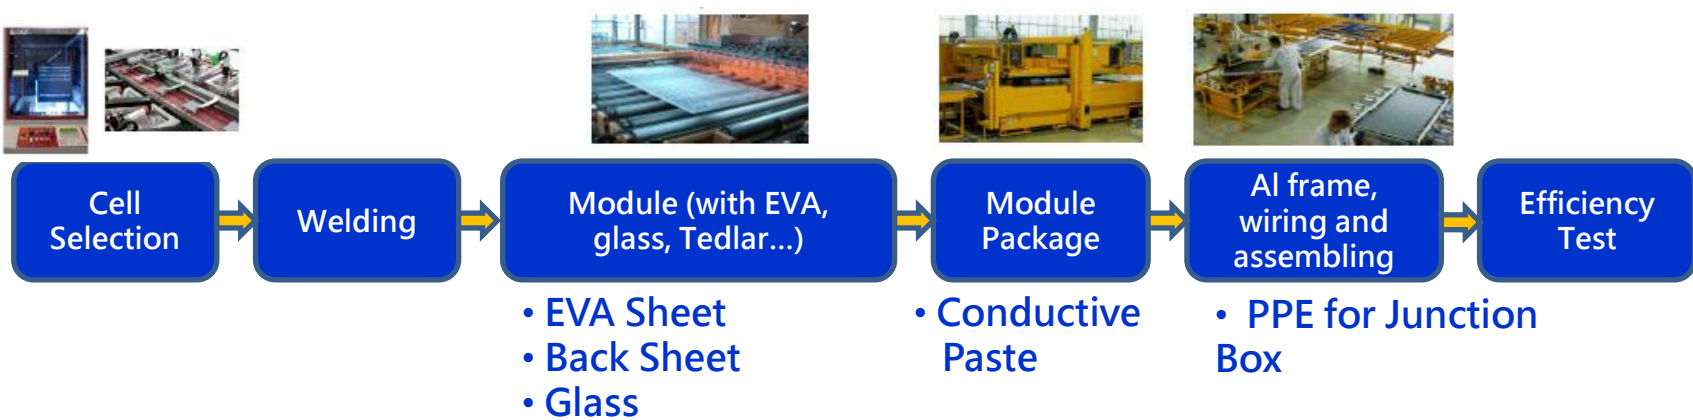 Cell
Selection
Welding
Module (with EVA,
glass, Tedlar...)
Module
Package
Al frame,
wiring and
assembling
Efficiency
Test
• EVA Sheet
• Back Sheet
• Glass
• Conductive
Paste
• PPE for Junction
Box